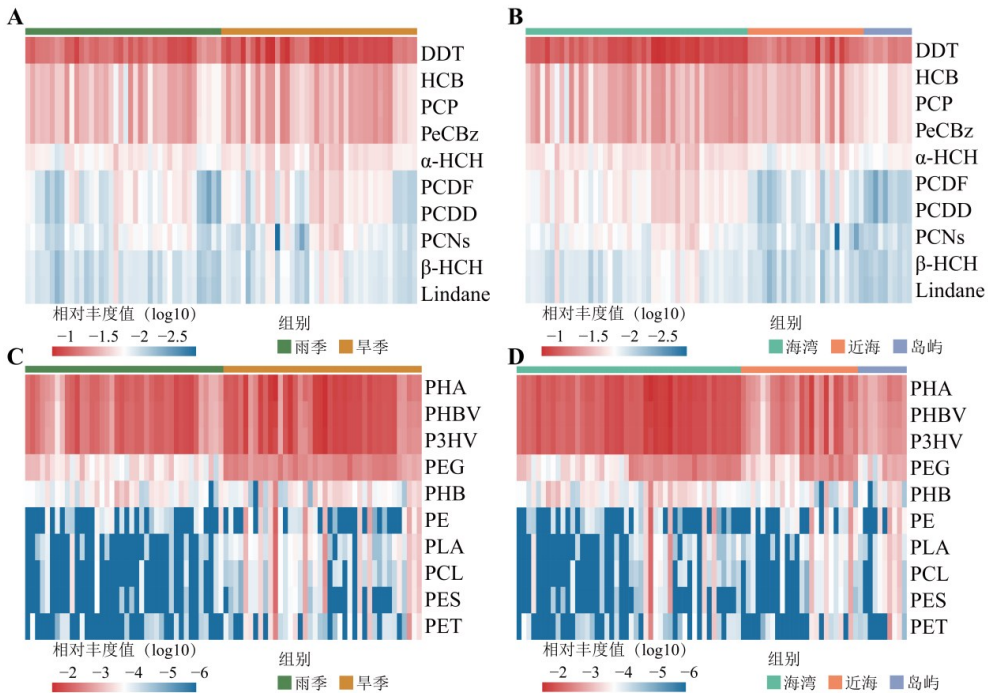 A
DDT
HCB
PCP
PeCBz
α-HCH
PCDF
PCDD
PCNs
β-HCH
Lindane
相对丰度值（log10）
−1 −1.5 −2 −2.5
组别
雨季 旱季
B
DDT
HCB
PCP
PeCBz
α-HCH
PCDF
PCDD
PCNs
β-HCH
Lindane
相对丰度值（log10）
−1 −1.5 −2 −2.5
组别
海湾 近海 岛屿
C
PHA
PHBV
P3HV
PEG
PHB
PE
PLA
PCL
PES
PET
相对丰度值（log10）
−2 −3 −4 −5 −6
组别
雨季 旱季
D
PHA
PHBV
P3HV
PEG
PHB
PE
PLA
PCL
PES
PET
相对丰度值（log10）
−2 −3 −4 −5 −6
组别
海湾 近海 岛屿